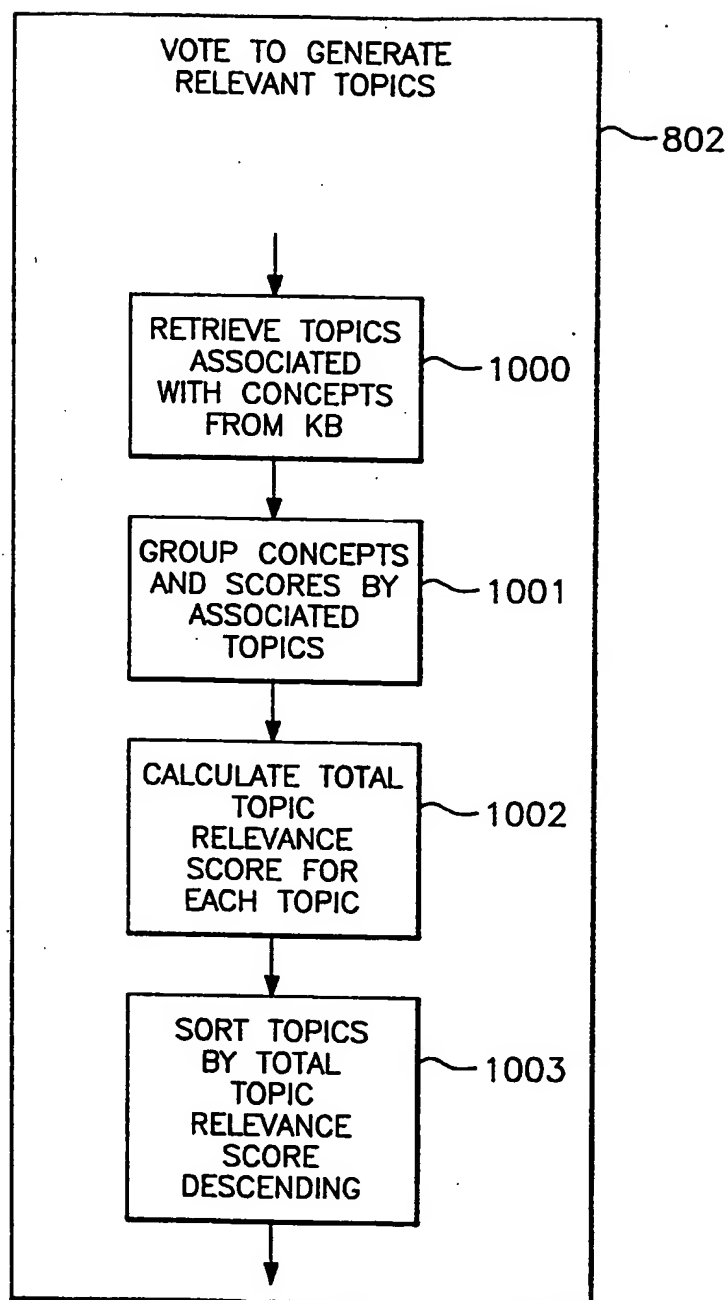 VOTE TO GENERATE
RELEVANT TOPICS
802
RETRIEVE TOPICS
ASSOCIATED
WITH CONCEPTS
FROM KB
1000
GROUP CONCEPTS
AND SCORES BY
ASSOCIATED
TOPICS
1001
CALCULATE TOTAL
TOPIC
RELEVANCE
SCORE FOR
EACH TOPIC
1002
SORT TOPICS
BY TOTAL
TOPIC
RELEVANCE
SCORE
DESCENDING
1003